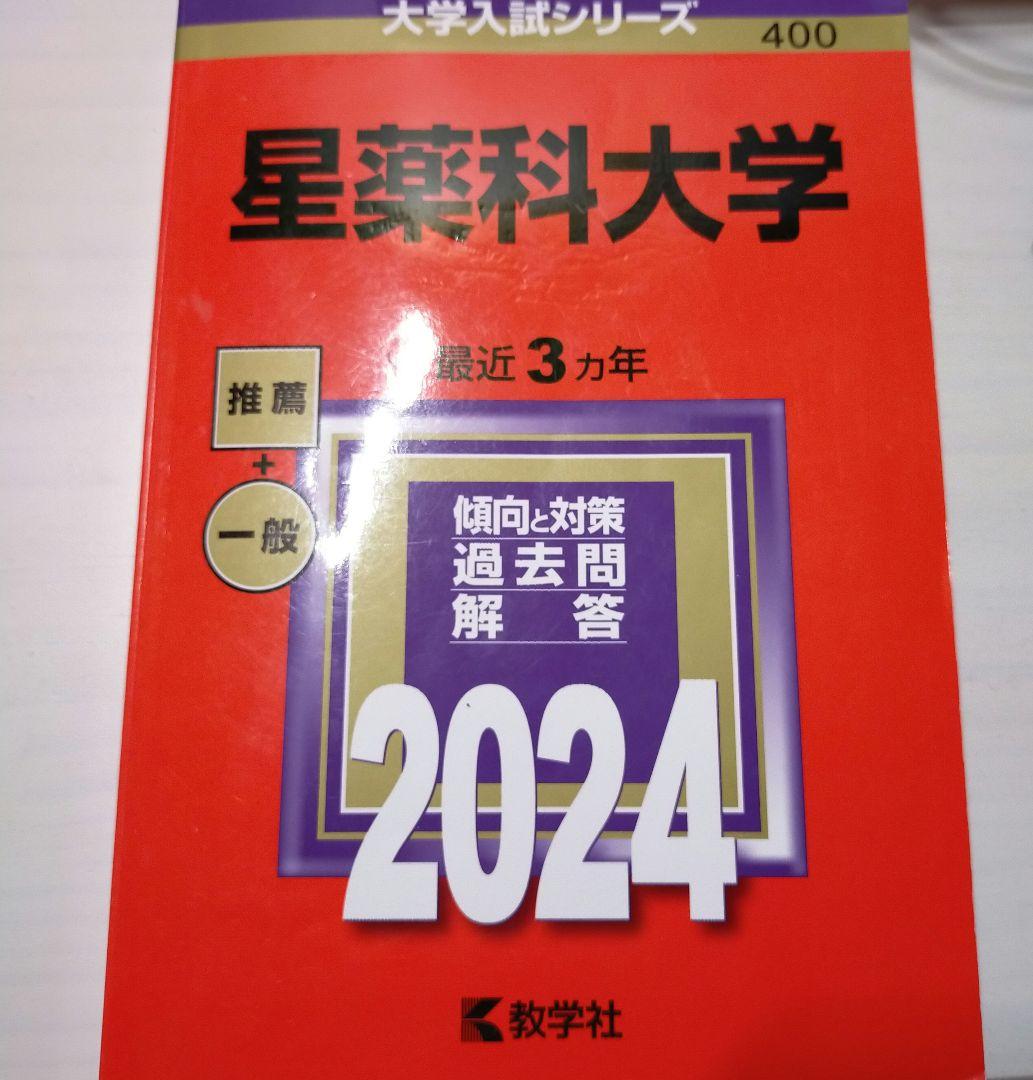 大学入試シリーズ
400
星薬科大学
最近3カ年
推薦
+
一般
傾向と対策
過去問
解答
2024
教学社